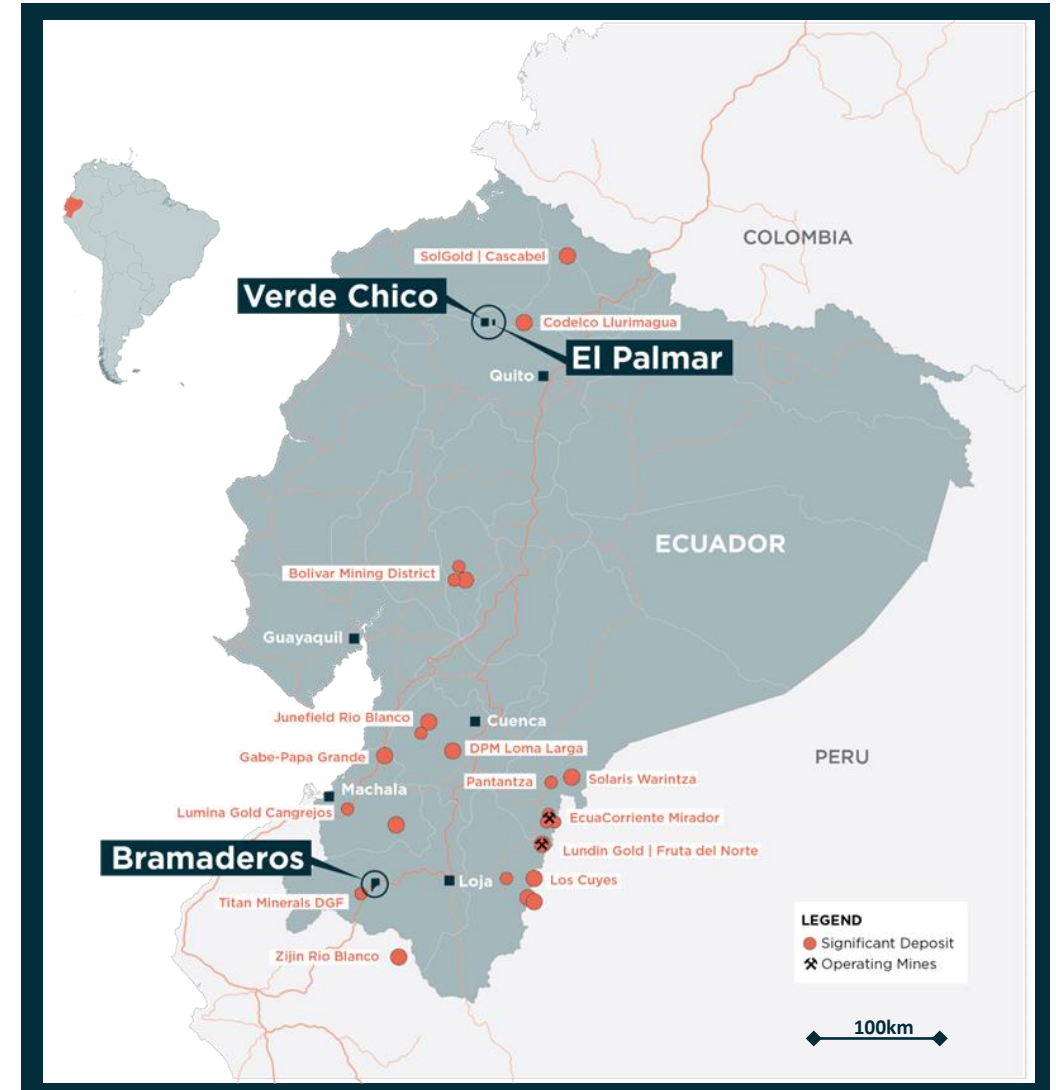 COLOMBIA
SolGold | Cascabel
Verde Chico
Codelco Llurimagua
El Palmar
Quito
ECUADOR
Bolivar Mining District
Guayaquil
Junefield Rio Blanco
Cuenca
DPM Loma Larga
Gabe-Papa Grande
PERU
Pantantza
Solaris Warintza
Machala
Lumina Gold Cangrejos
EcuaCorriente Mirador
Lundin Gold | Fruta del Norte
Bramaderos
Loja
Los Cuyes
Titan Minerals DGF
Zijin Rio Blanco
LEGEND
Significant Deposit
Operating Mines
100km